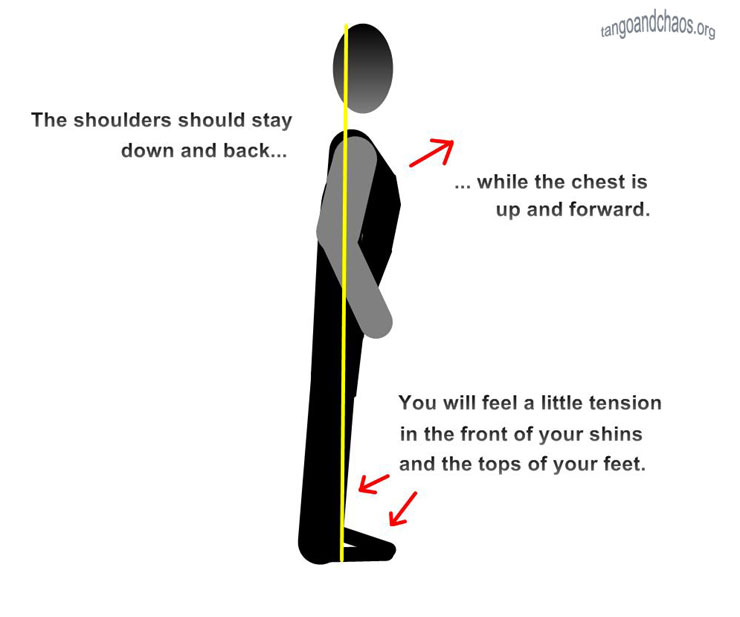 tangoandchaos.org
The shoulders should stay
down and back...
... while the chest is
up and forward.
You will feel a little tension
in the front of your shins
and the tops of your feet.